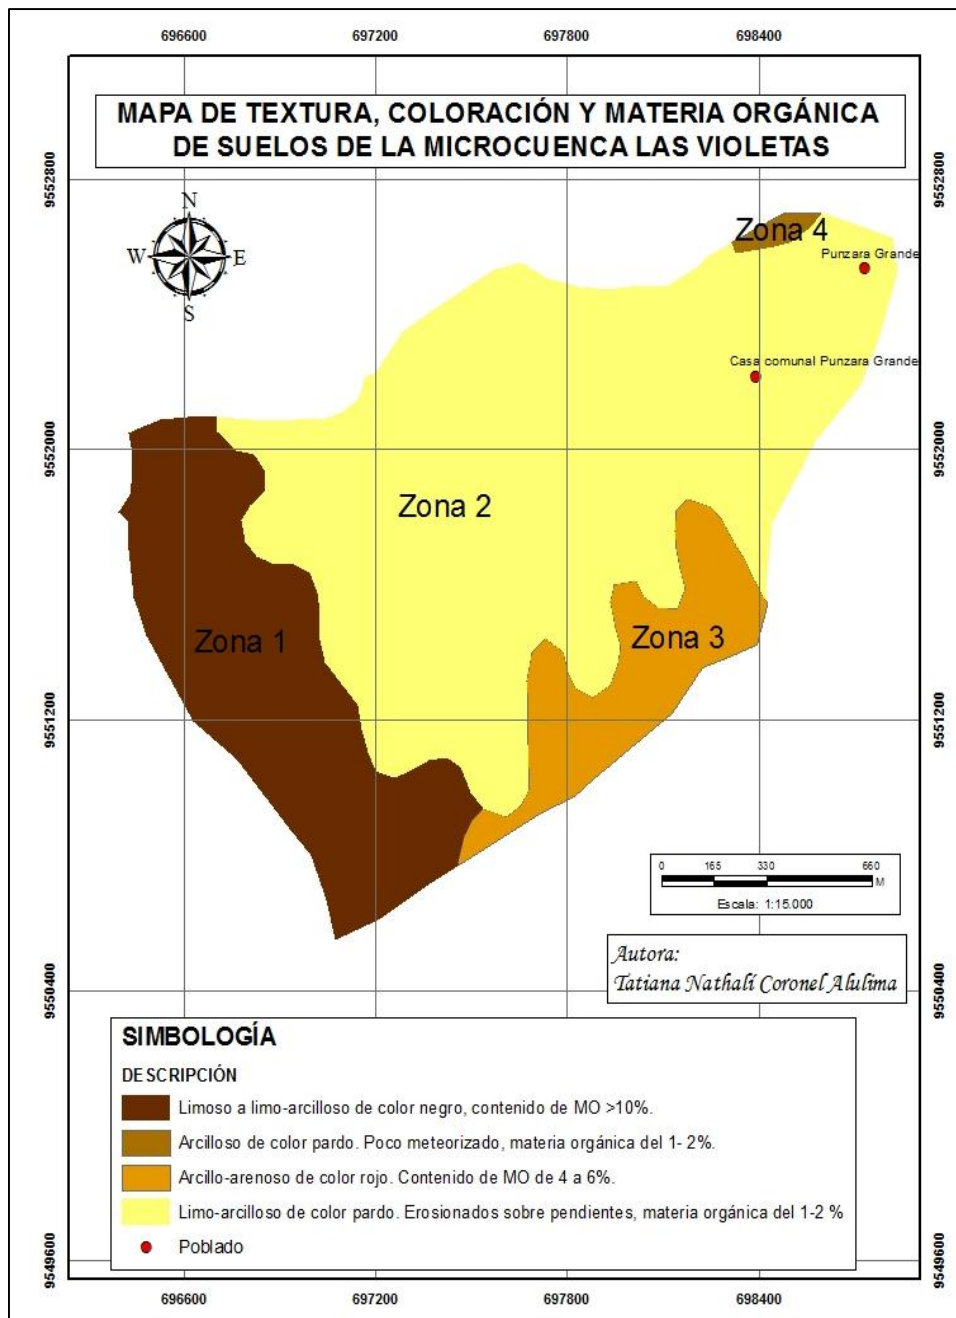 696600 697200 697800 698400
MAPA DE TEXTURA, COLORACIÓN Y MATERIA ORGÁNICA
DE SUELOS DE LA MICROCUENCA LAS VIOLETAS
9552800 9552800
N
W E
S
Zona 4
Punzara Grande
Casa comunal Punzara Grande
9552000 9552000
Zona 2
Zona 1
Zona 3
9551200 9551200
0 165 330 660
M
Escala: 1:15.000
Autora:
Tatiana Nathalí Coronel Alulima
9550400 9550400
SIMBOLOGÍA
DESCRIPCIÓN
Limoso a limo-arcilloso de color negro, contenido de MO >10%.
Arcilloso de color pardo. Poco meteorizado, materia orgánica del 1- 2%.
Arcillo-arenoso de color rojo. Contenido de MO de 4 a 6%.
Limo-arcilloso de color pardo. Erosionados sobre pendientes, materia orgánica del 1-2 %
Poblado
9549600 9549600
696600 697200 697800 698400